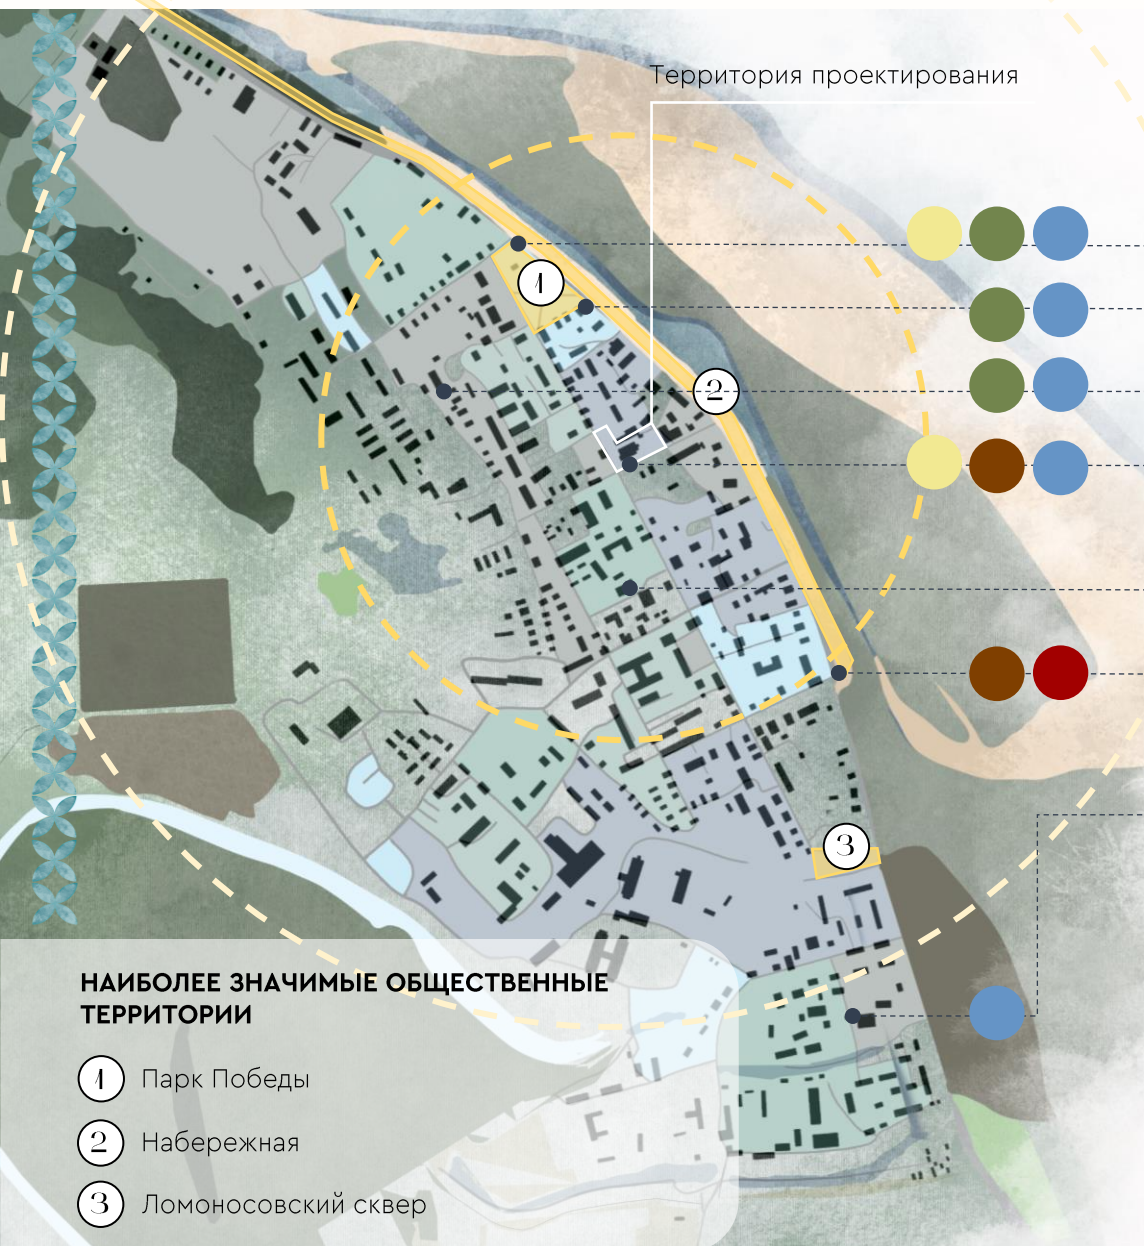 Территория проектирования
1
2
3
НАИБОЛЕЕ ЗНАЧИМЫЕ ОБЩЕСТВЕННЫЕ
ТЕРРИТОРИИ
1 Парк Победы
2 Набережная
3 Ломоносовский сквер